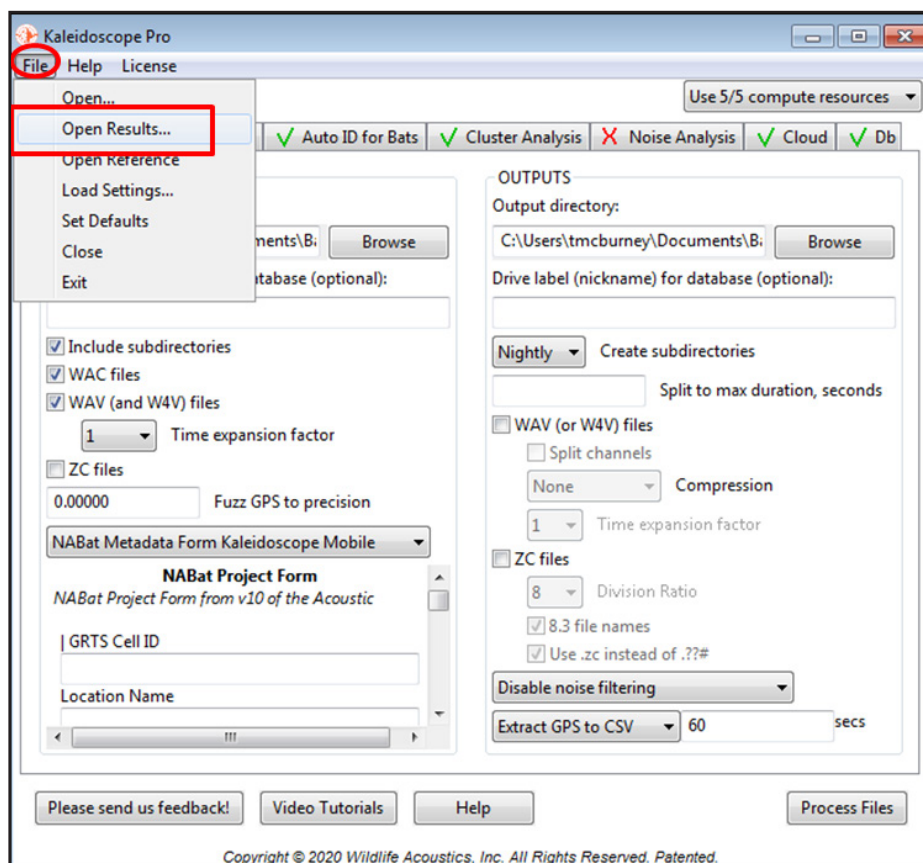 Kaleidoscope Pro
File Help License
Open...
Open Results...
Open Reference
Load Settings...
Set Defaults
Close
Exit
Use 5/5 compute resources
Auto ID for Bats
Cluster Analysis
Noise Analysis
Cloud
Db
Browse
(optional):
Include subdirectories
WAC files
WAV (and W4V) files
1 Time expansion factor
ZC files
0.00000 Fuzz GPS to precision
NABat Metadata Form Kaleidoscope Mobile
NABat Project Form
NABat Project Form from v10 of the Acoustic
| GRTS Cell ID
Location Name
OUTPUTS
Output directory:
C:\Users\tmcburney\Documents\Ba Browse
Drive label (nickname) for database (optional):
Nightly Create subdirectories
Split to max duration, seconds
WAV (or W4V) files
Split channels
None Compression
1 Time expansion factor
ZC files
8 Division Ratio
8.3 file names
Use .zc instead of .??#
Disable noise filtering
Extract GPS to CSV 60 secs
Please send us feedback!
Video Tutorials
Help
Process Files
Copyright © 2020 Wildlife Acoustics, Inc. All Rights Reserved. Patented.